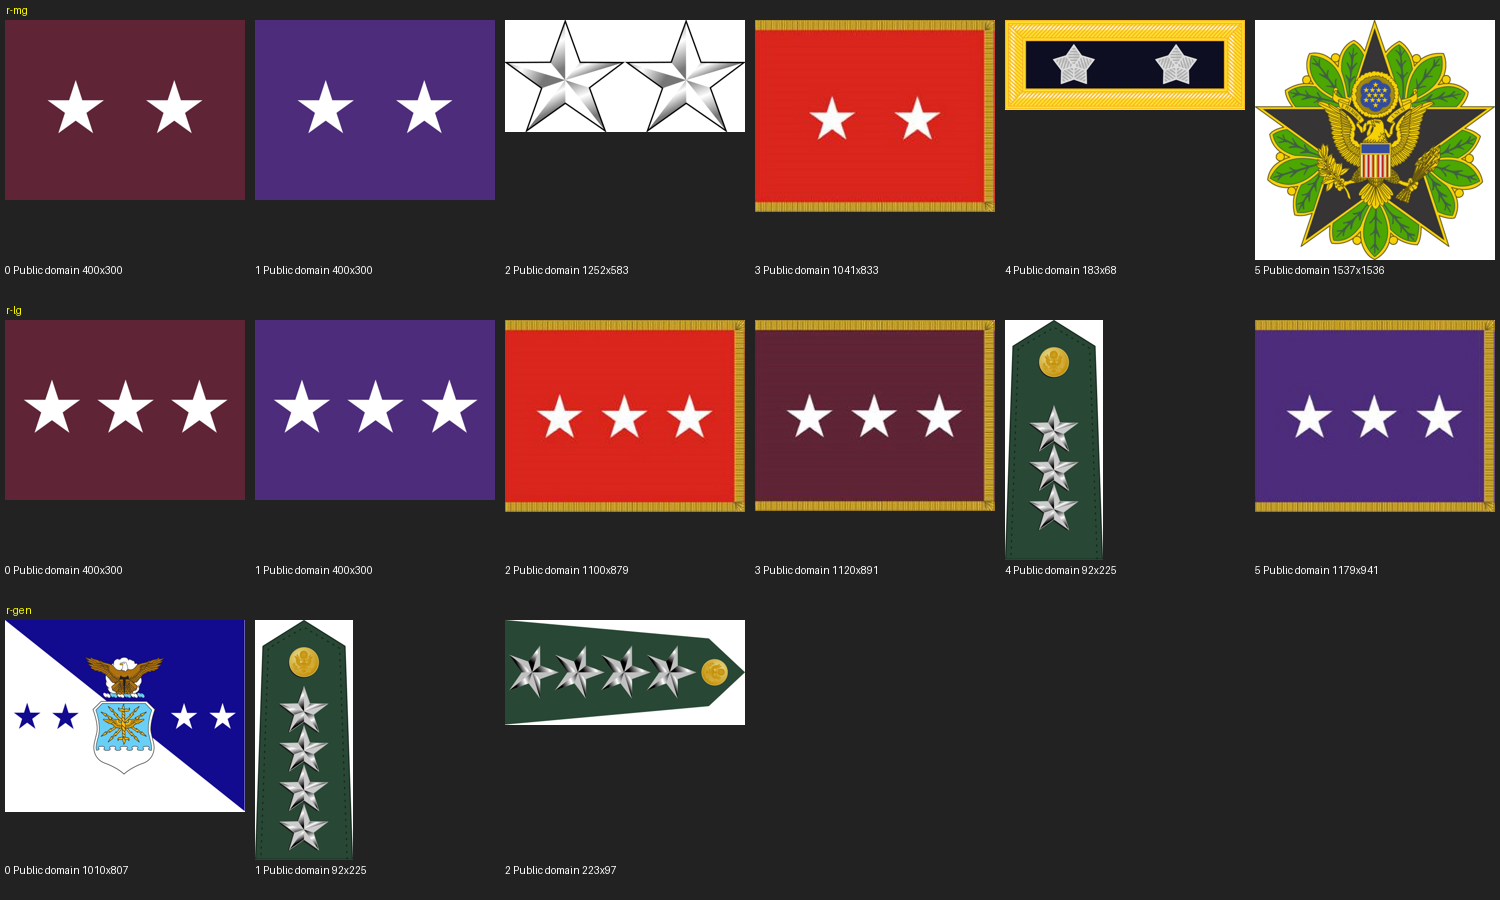 r-mg
0 Public domain 400x300
1 Public domain 400x300
2 Public domain 1252x583
3 Public domain 1041x833
4 Public domain 183x68
5 Public domain 1537x1536
r-lg
0 Public domain 400x300
1 Public domain 400x300
2 Public domain 1100x879
3 Public domain 1120x891
4 Public domain 92x225
5 Public domain 1179x941
r-gen
0 Public domain 1010x807
1 Public domain 92x225
2 Public domain 223x97